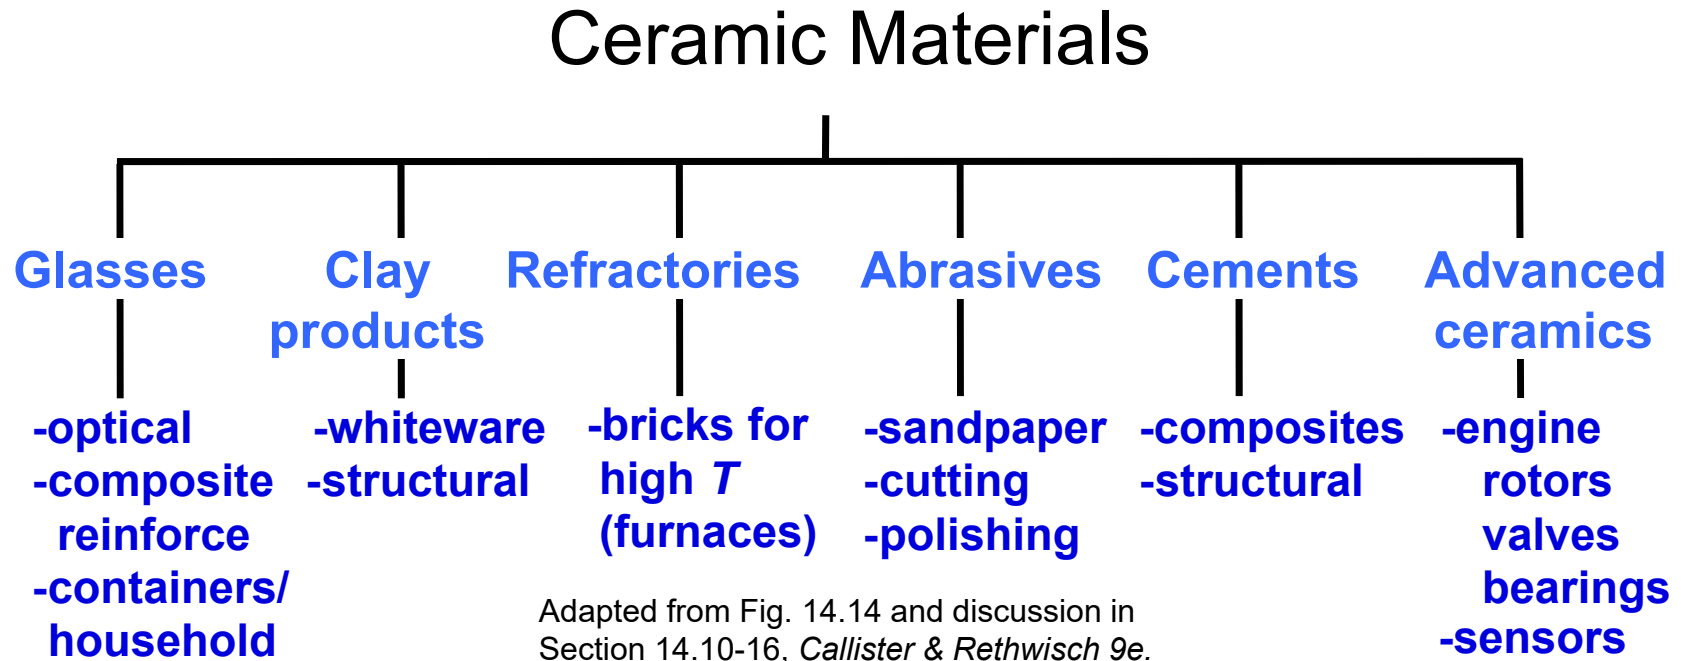 Ceramic Materials
Glasses
Clay
products
Refractories
Abrasives
Cements
Advanced
ceramics
-optical
-composite
reinforce
-containers/
household
-whiteware
-structural
-bricks for
high T
(furnaces)
-sandpaper
-cutting
-polishing
-composites
-structural
-engine
rotors
valves
bearings
-sensors
Adapted from Fig. 14.14 and discussion in
Section 14.10-16, Callister & Rethwisch 9e.